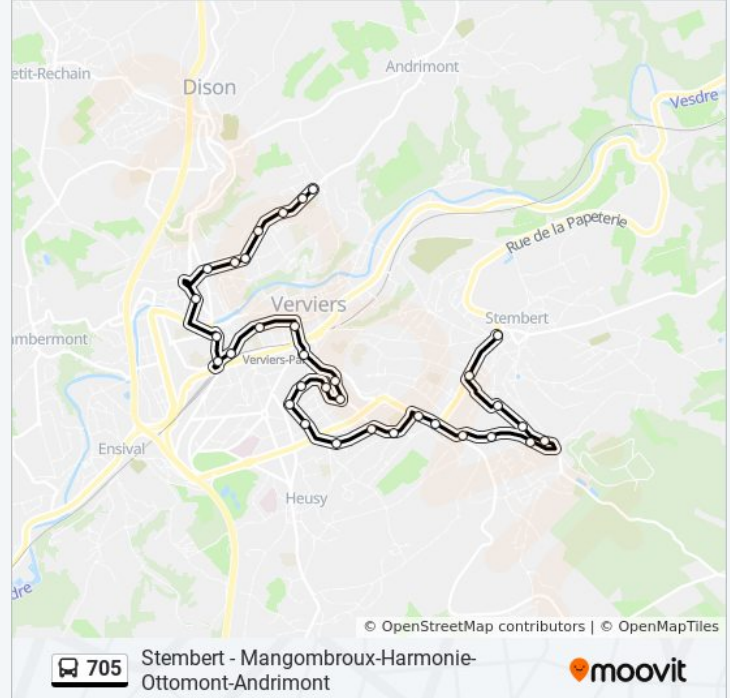 etit-Rechain
Andrimont
Dison
Vesdre
Rue de la Papeterie
Verviers
Stembert
ambermont
Verviers-Pa
Ensival
Heusy
dre
© OpenStreetMap contributors | © OpenMapTiles
705
Stembert - Mangombroux-Harmonie-
Ottomont-Andrimont
moovit